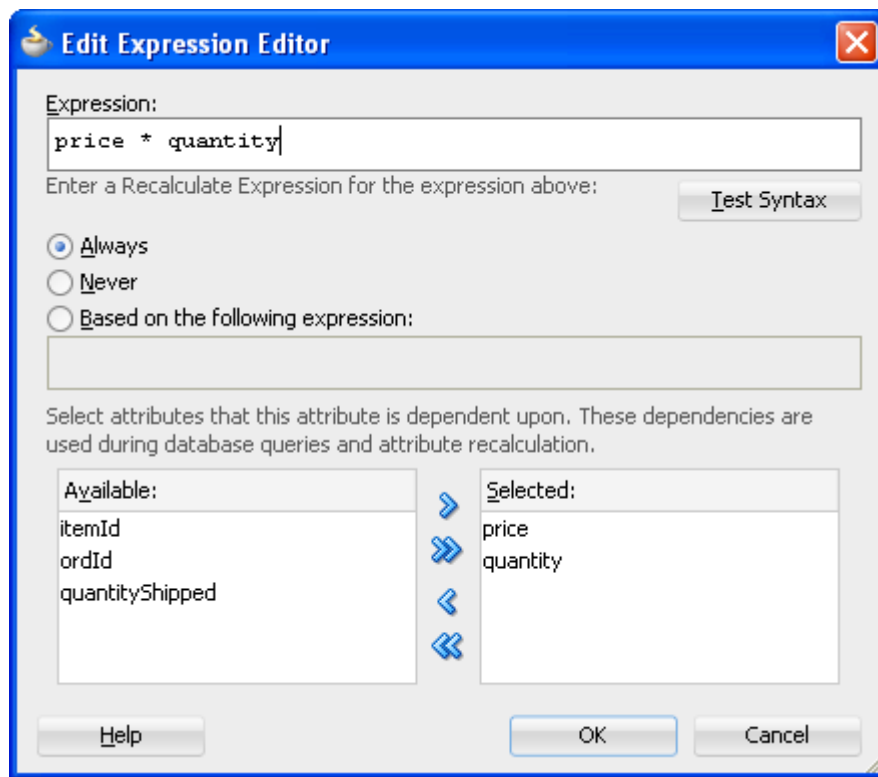 Edit Expression Editor
Expression:
price * quantity
Enter a Recalculate Expression for the expression above:
Test Syntax
Always
Never
Based on the following expression:
Select attributes that this attribute is dependent upon. These dependencies are
used during database queries and attribute recalculation.
Available:
itemId
ordId
quantityShipped
Selected:
price
quantity
Help
OK
Cancel